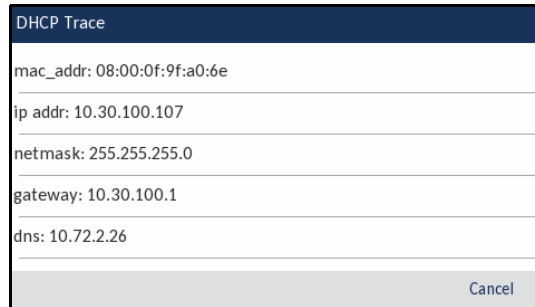 DHCP Trace
mac_addr: 08:00:0f:9f:a0:6e
ip addr: 10.30.100.107
netmask: 255.255.255.0
gateway: 10.30.100.1
dns: 10.72.2.26
Cancel